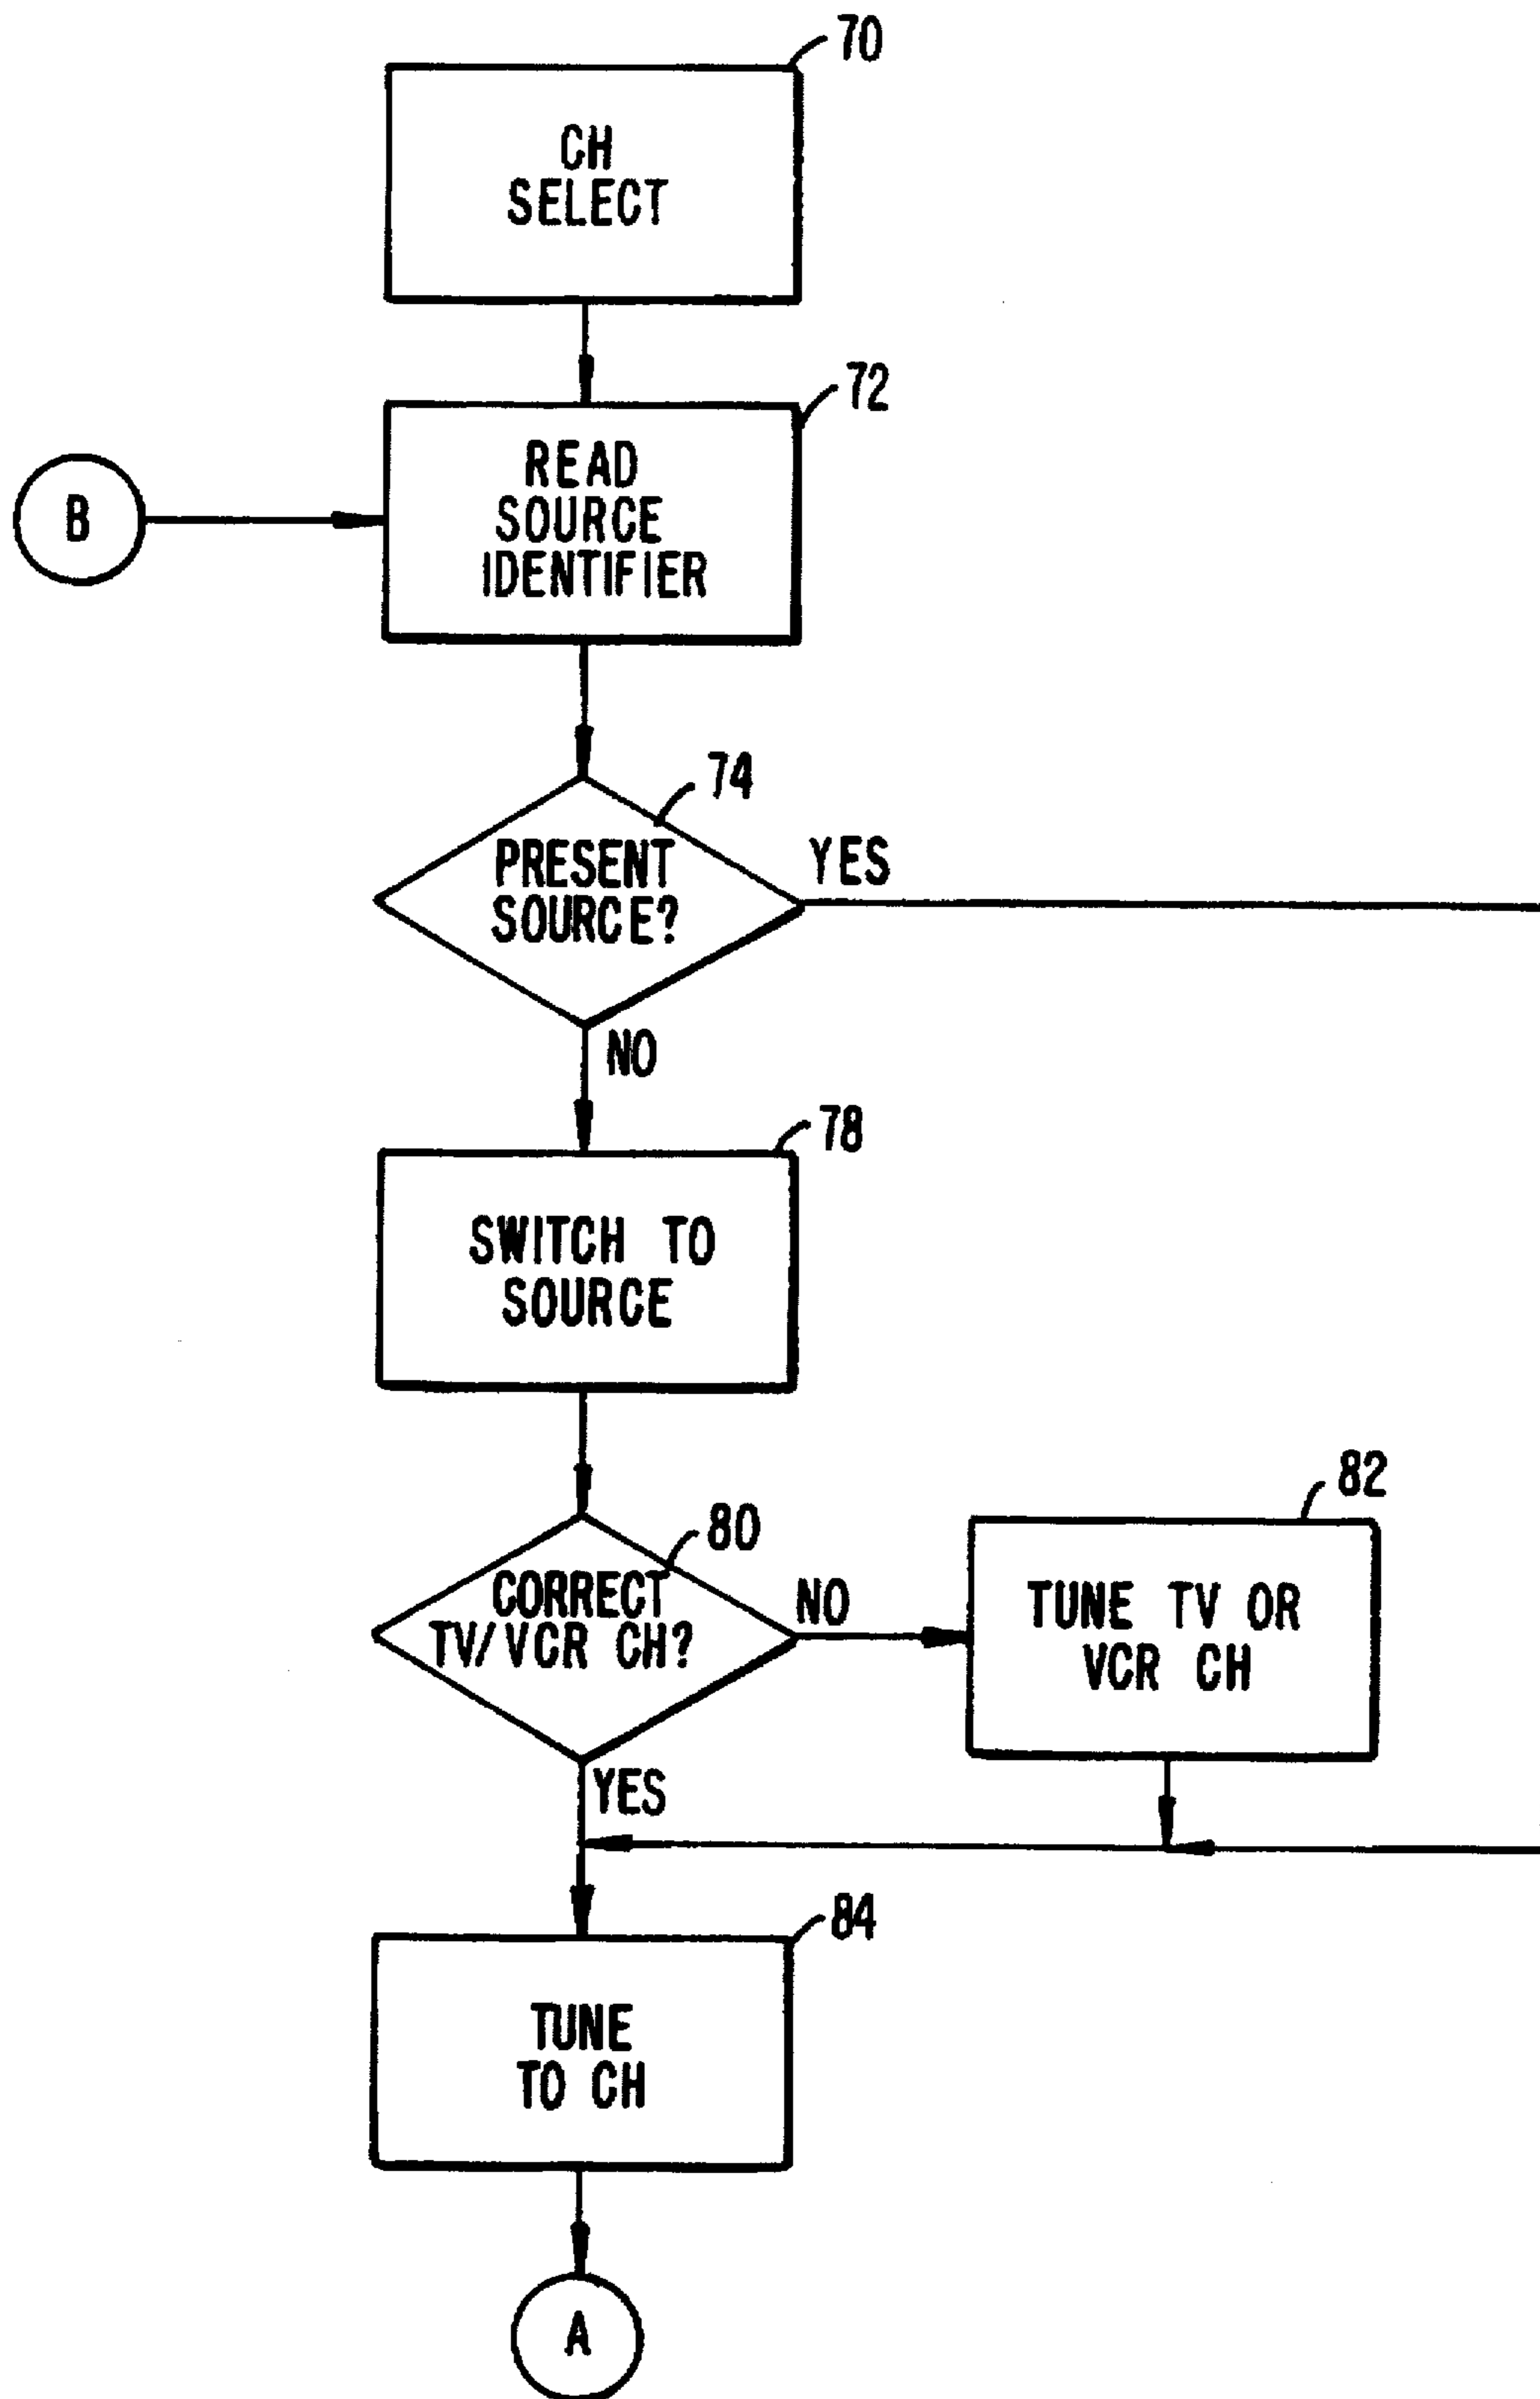 70
CH
SELECT
72
READ
SOURCE
IDENTIFIER
B
74
PRESENT
SOURCE?
YES
NO
78
SWITCH TO
SOURCE
80
CORRECT
TV/VCR CH?
NO
82
TUNE TV OR
VCR CH
YES
84
TUNE
TO CH
A